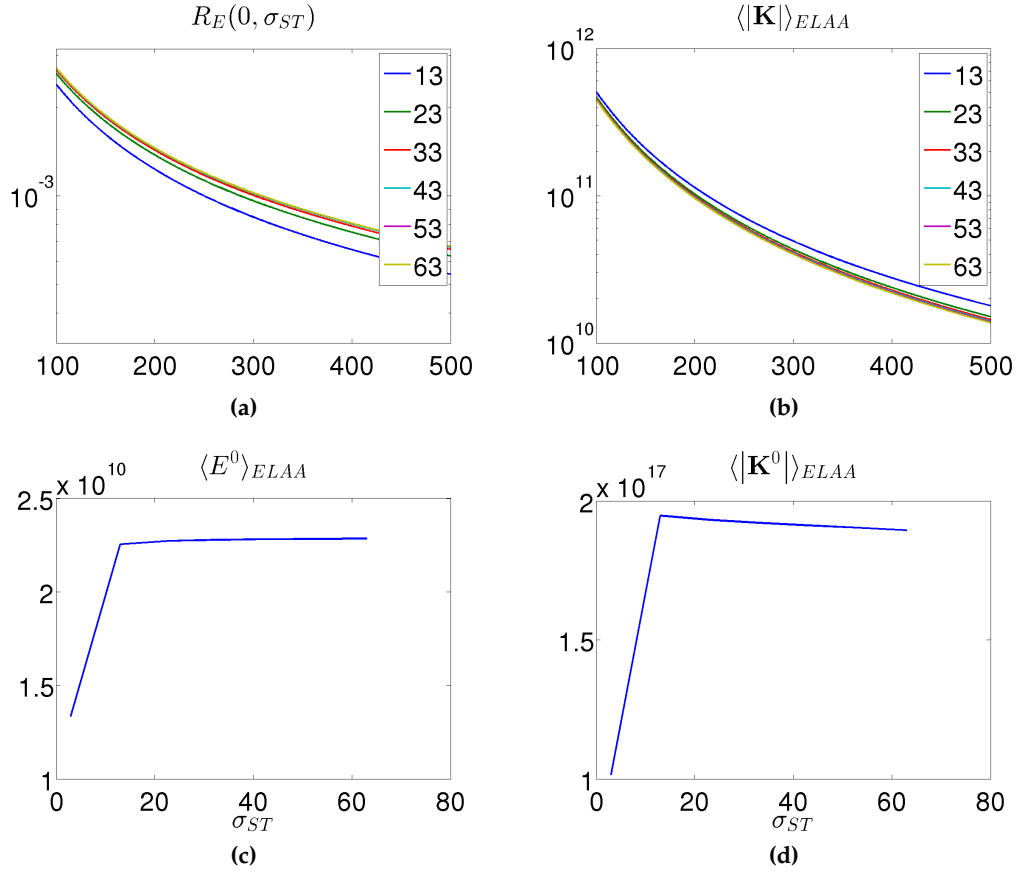 R_E(0, σ_ST)
10^-3
100 200 300 400 500
13
23
33
43
53
63
(a)
⟨|K|⟩_ELAA
10^12
10^11
10^10
100 200 300 400 500
13
23
33
43
53
63
(b)
⟨E^0⟩_ELAA
x 10^10
2.5
2
1.5
1
0 20 40 60 80
σ_ST
(c)
⟨|K^0|⟩_ELAA
x 10^17
2
1.5
1
0 20 40 60 80
σ_ST
(d)